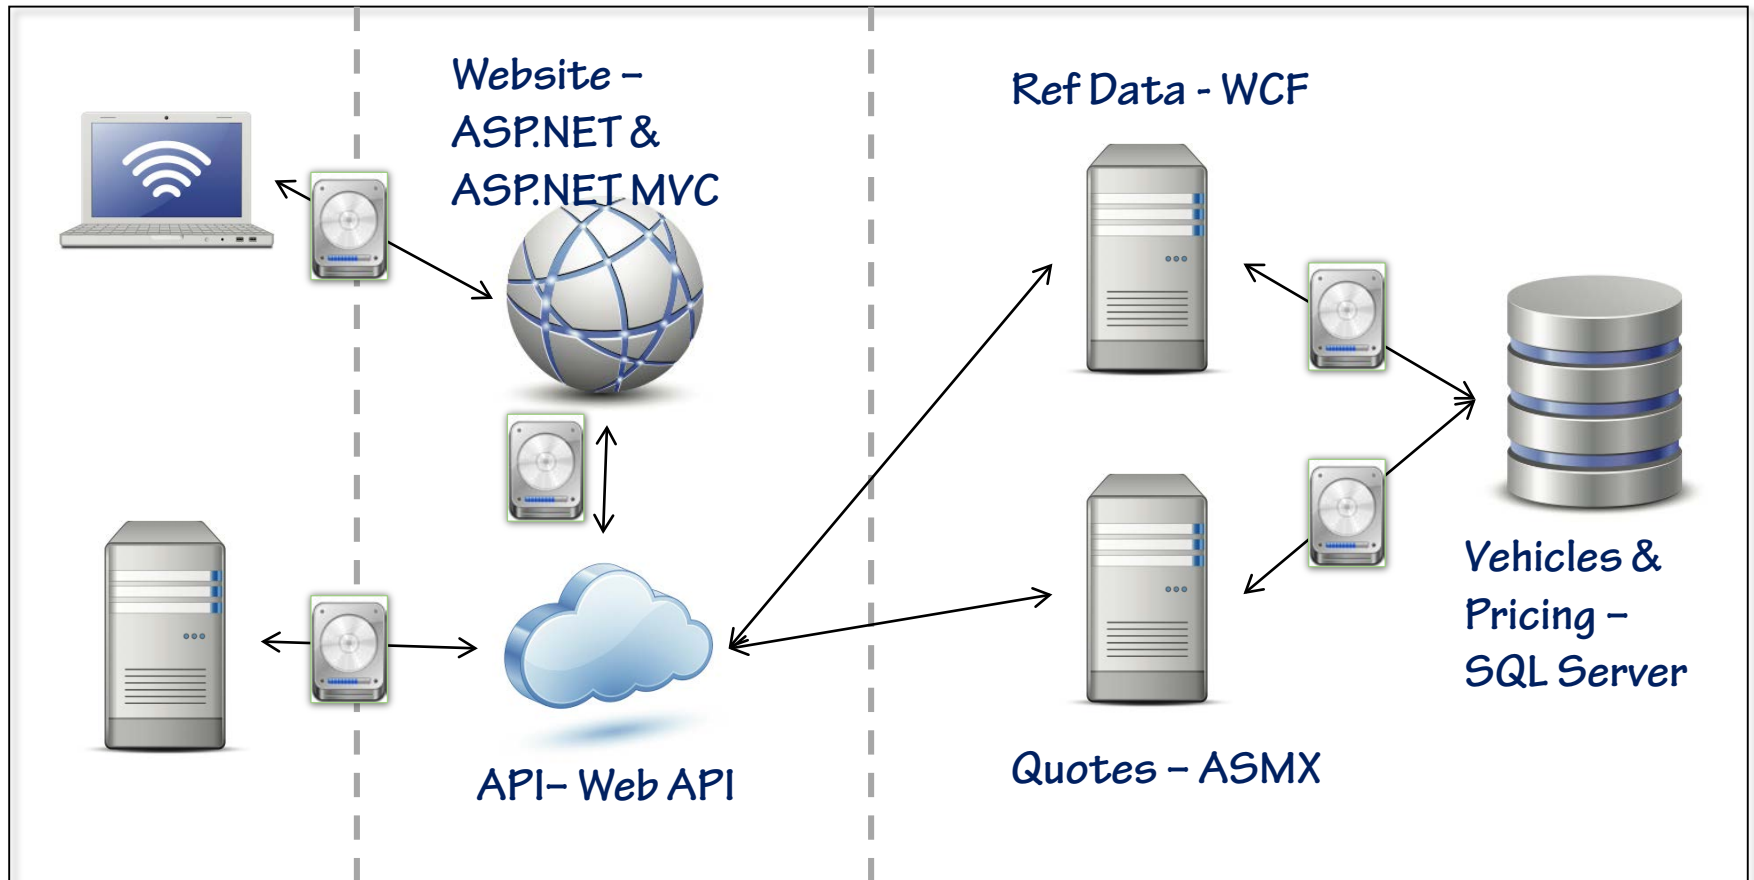 Website –
ASP.NET &
ASP.NET MVC
Ref Data - WCF
Vehicles &
Pricing –
SQL Server
API– Web API
Quotes – ASMX